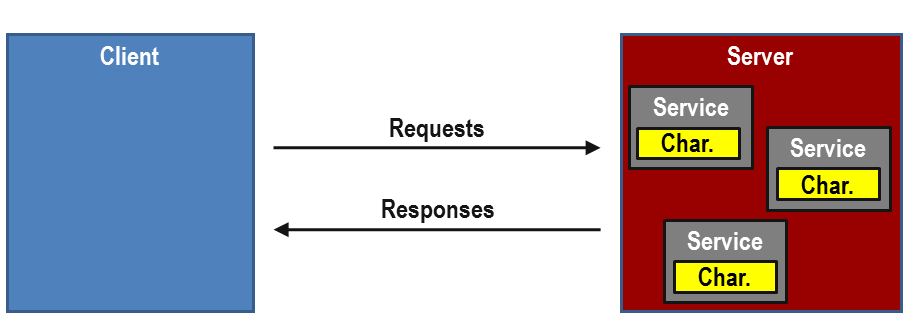 Client
Requests
Responses
Server
Service
Char.
Service
Char.
Service
Char.